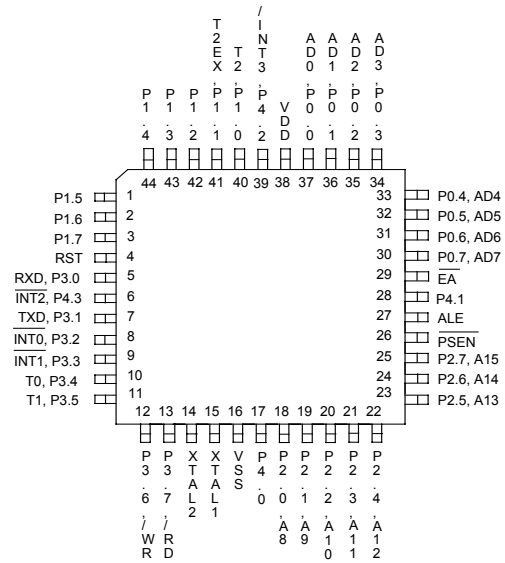 P1.4
P1.3
P1.2
T2EX,P1.1
T2,P1.0
/INT3,P4.2
VDD
AD0,P0.0
AD1,P0.1
AD2,P0.2
AD3,P0.3
44 43 42 41 40 39 38 37 36 35 34
P1.5 1
P1.6 2
P1.7 3
RST 4
RXD, P3.0 5
INT2, P4.3 6
TXD, P3.1 7
INT0, P3.2 8
INT1, P3.3 9
T0, P3.4 10
T1, P3.5 11
33 P0.4, AD4
32 P0.5, AD5
31 P0.6, AD6
30 P0.7, AD7
29 EA
28 P4.1
27 ALE
26 PSEN
25 P2.7, A15
24 P2.6, A14
23 P2.5, A13
12 13 14 15 16 17 18 19 20 21 22
P3.6,/WR
P3.7,/RD
XTAL2
XTAL1
VSS
P4.0
P2.0,A8
P2.1,A9
P2.2,A10
P2.3,A11
P2.4,A12